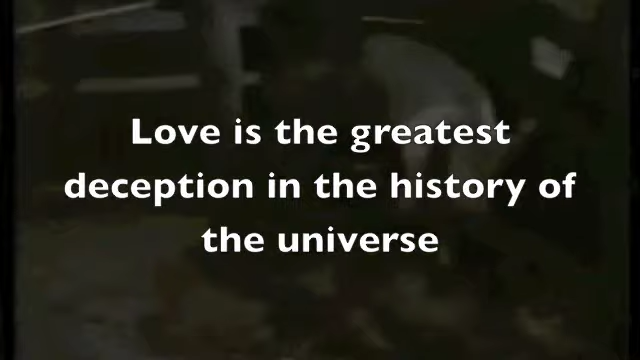 Love is the greatest
deception in the history of
the universe